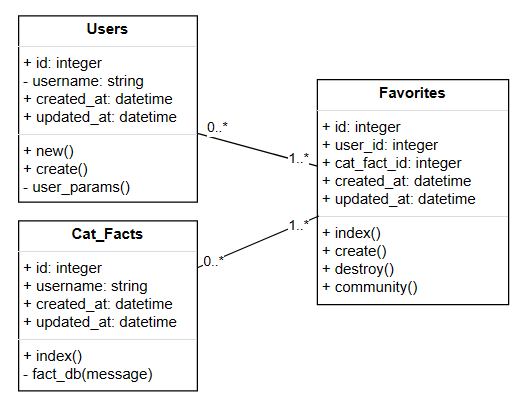 Users
+ id: integer
- username: string
+ created_at: datetime
+ updated_at: datetime
+ new()
+ create()
- user_params()
0..*
1..*
Favorites
+ id: integer
+ user_id: integer
+ cat_fact_id: integer
+ created_at: datetime
+ updated_at: datetime
+ index()
+ create()
+ destroy()
+ community()
Cat_Facts
+ id: integer
+ username: string
+ created_at: datetime
+ updated_at: datetime
+ index()
- fact_db(message)
0..*
1..*